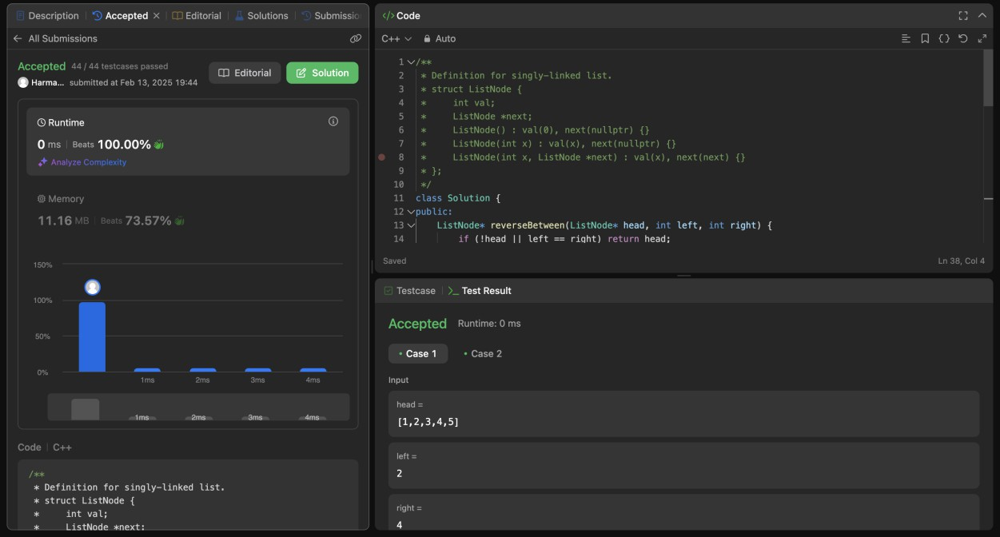 Description
Accepted
Editorial
Solutions
Submissio
All Submissions
Accepted 44 / 44 testcases passed
Harma... submitted at Feb 13, 2025 19:44
Editorial
Solution
Runtime
0 ms | Beats 100.00%
Analyze Complexity
Memory
11.16 MB | Beats 73.57%
150%
100%
50%
0%
1ms 2ms 3ms 4ms
1ms 2ms 3ms 4ms
Code | C++
/**
* Definition for singly-linked list.
* struct ListNode {
*     int val;
*     ListNode *next;
</> Code
C++ Auto
1 /**
2 * Definition for singly-linked list.
3 * struct ListNode {
4 *     int val;
5 *     ListNode *next;
6 *     ListNode() : val(0), next(nullptr) {}
7 *     ListNode(int x) : val(x), next(nullptr) {}
8 *     ListNode(int x, ListNode *next) : val(x), next(next) {}
9 * };
10 */
11 class Solution {
12 public:
13     ListNode* reverseBetween(ListNode* head, int left, int right) {
14         if (!head || left == right) return head;
Saved
Ln 38, Col 4
Testcase
Test Result
Accepted Runtime: 0 ms
• Case 1
• Case 2
Input
head =
[1,2,3,4,5]
left =
2
right =
4